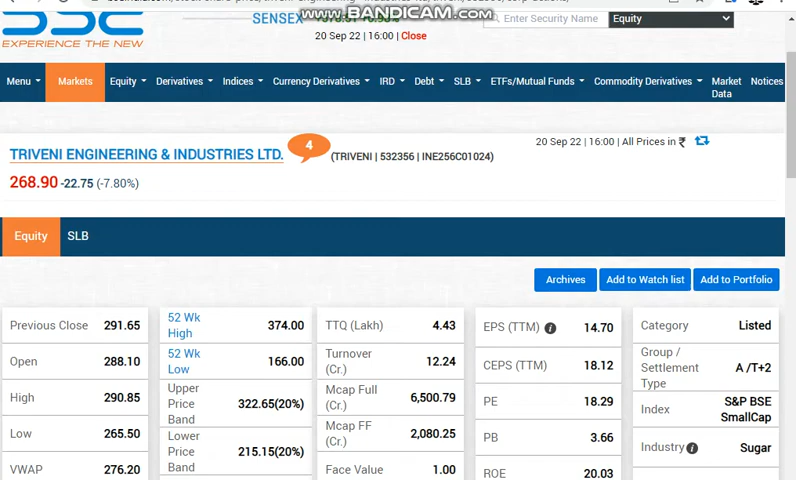 www.BANDICAM.com
SENSEX
EXPERIENCE THE NEW
20 Sep 22 | 16:00 | Close
Enter Security Name
Equity
Menu
Markets
Equity
Derivatives
Indices
Currency Derivatives
IRD
Debt
SLB
ETFs/Mutual Funds
Commodity Derivatives
Market
Data
Notices
TRIVENI ENGINEERING & INDUSTRIES LTD.
4
(TRIVENI | 532356 | INE256C01024)
20 Sep 22 | 16:00 | All Prices in ₹
268.90 -22.75 (-7.80%)
Equity
SLB
Archives
Add to Watch list
Add to Portfolio
Previous Close 291.65
Open 288.10
High 290.85
Low 265.50
VWAP 276.20
52 Wk
High 374.00
52 Wk
Low 166.00
Upper
Price
Band 322.65(20%)
Lower
Price
Band 215.15(20%)
TTQ (Lakh) 4.43
Turnover
(Cr.) 12.24
Mcap Full
(Cr.) 6,500.79
Mcap FF
(Cr.) 2,080.25
Face Value 1.00
EPS (TTM) 14.70
CEPS (TTM) 18.12
PE 18.29
PB 3.66
ROE 20.03
Category Listed
Group /
Settlement
Type A /T+2
Index S&P BSE
SmallCap
Industry Sugar